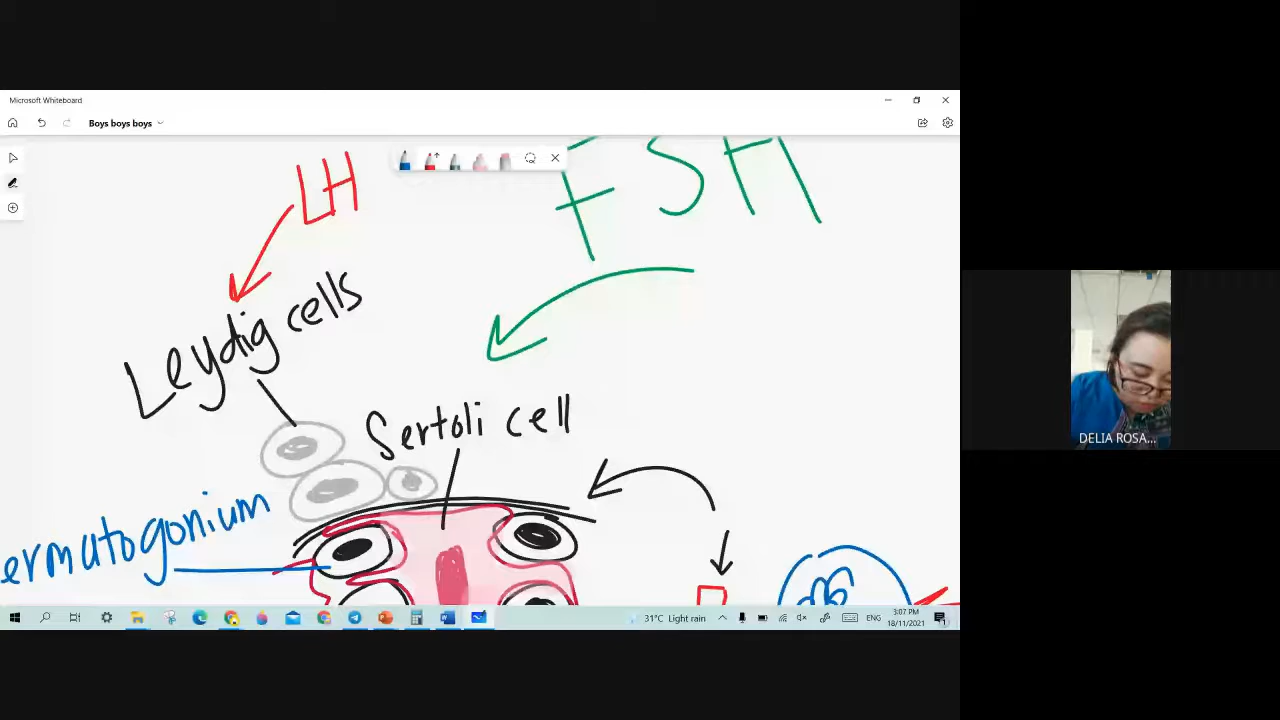 Microsoft Whiteboard
Boys boys boys
LH
FSH
Leydig cells
Sertoli cell
ermatogonium
DELIA ROSA...
31°C Light rain
ENG
3:07 PM
18/11/2021